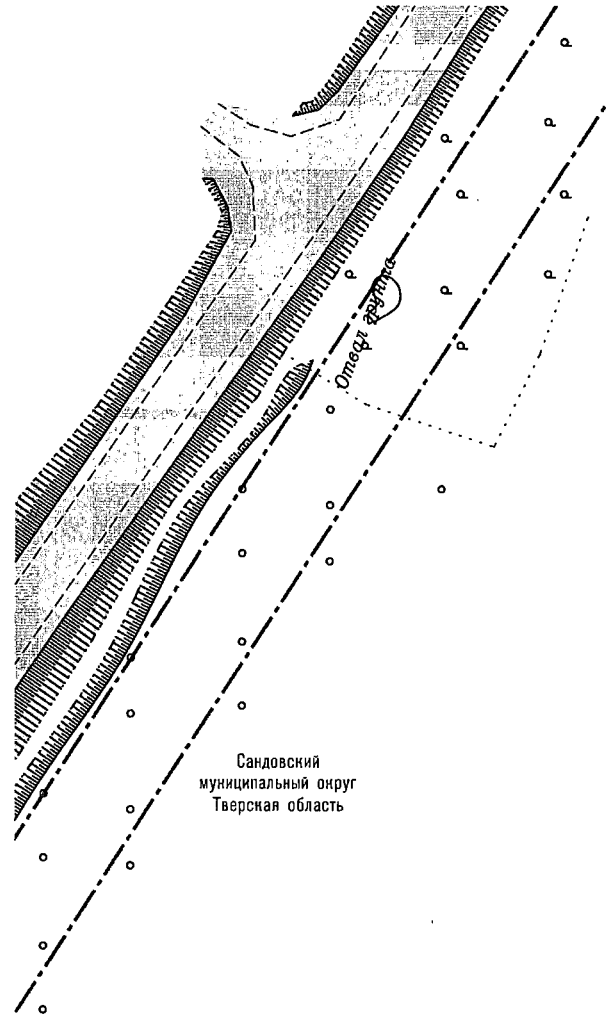 Отвал грунта
Сандовский
муниципальный округ
Тверская область